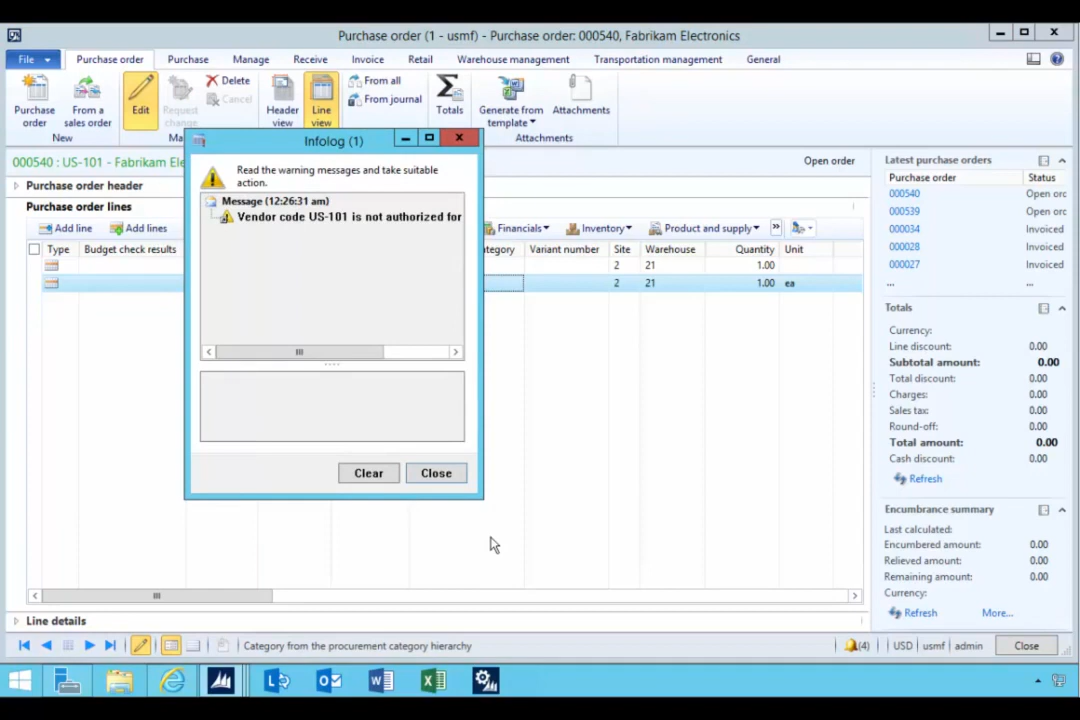 Purchase order (1 - usmf) - Purchase order: 000540, Fabrikam Electronics
File Purchase order Purchase Manage Receive Invoice Retail Warehouse management Transportation management General
Purchase order
From a sales order
New
Edit
Request change
Delete
Cancel
Ma
Header view
Line view
From all
From journal
Totals
Generate from template
Attachments
Attachments
000540 : US-101 - Fabrikam Ele
Open order
Purchase order header
Purchase order lines
Add line Add lines Financials Inventory Product and supply »
Type Budget check results tegory Variant number Site Warehouse Quantity Unit
2 21 1.00
2 21 1.00 ea
Infolog (1)
Read the warning messages and take suitable
action.
Message (12:26:31 am)
Vendor code US-101 is not authorized for
Clear Close
Line details
Category from the procurement category hierarchy
(4) USD usmf admin Close
Latest purchase orders
Purchase order Status
000540 Open orc
000539 Open orc
000034 Invoiced
000028 Invoiced
000027 Invoiced
... ...
Totals
Currency:
Line discount: 0.00
Subtotal amount: 0.00
Total discount: 0.00
Charges: 0.00
Sales tax: 0.00
Round-off: 0.00
Total amount: 0.00
Cash discount: 0.00
Refresh
Encumbrance summary
Last calculated:
Encumbered amount: 0.00
Relieved amount: 0.00
Remaining amount: 0.00
Currency:
Refresh More...